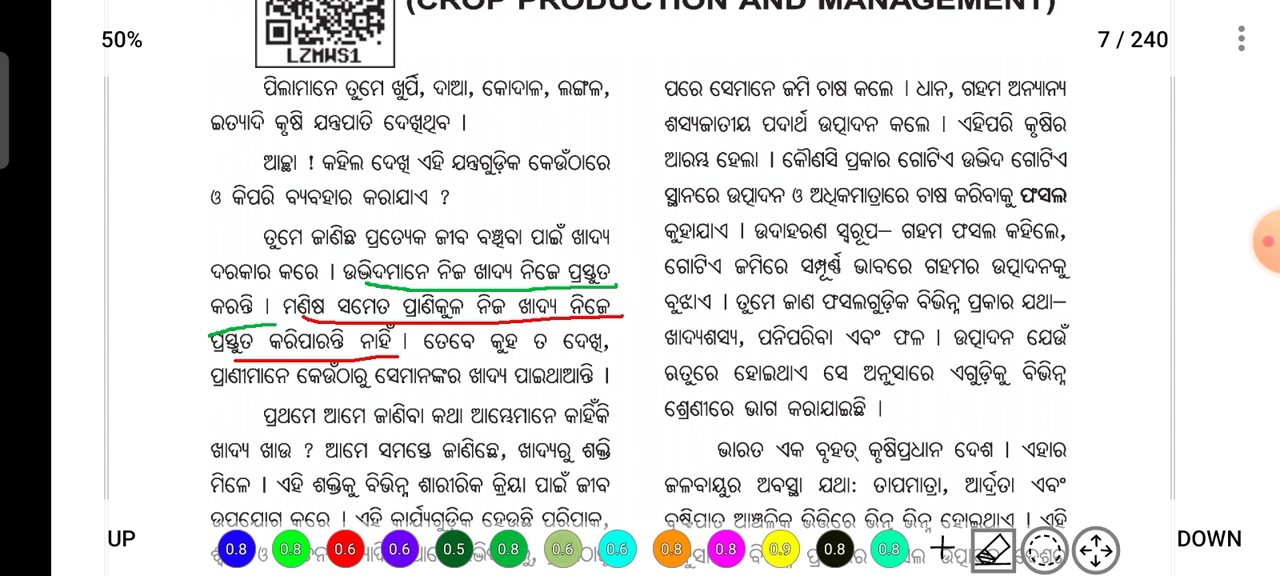 (CROP PRODUCTION AND MANAGEMENT)
50%
7 / 240
LZMWS1
ପିଲାମାନେ ତୁମେ ଖୁର୍ପି, ଦାଆ, କୋଦାଳ, ଲଙ୍ଗଳ,
ଇତ୍ୟାଦି କୃଷି ଯନ୍ତ୍ରପାତି ଦେଖିଥିବ ।
ଆଚ୍ଛା ! କହିଲ ଦେଖି ଏହି ଯନ୍ତ୍ରଗୁଡ଼ିକ କେଉଁଠାରେ
ଓ କିପରି ବ୍ୟବହାର କରାଯାଏ ?
ତୁମେ ଜାଣିଛ ପ୍ରତ୍ୟେକ ଜୀବ ବଞ୍ଚିବା ପାଇଁ ଖାଦ୍ୟ
ଦରକାର କରେ । ଉଦ୍ଭିଦମାନେ ନିଜ ଖାଦ୍ୟ ନିଜେ ପ୍ରସ୍ତୁତ
କରନ୍ତି । ମଣିଷ ସମେତ ପ୍ରାଣିକୁଳ ନିଜ ଖାଦ୍ୟ ନିଜେ
ପ୍ରସ୍ତୁତ କରିପାରନ୍ତି ନାହିଁ । ତେବେ କୁହ ତ ଦେଖି,
ପ୍ରାଣୀମାନେ କେଉଁଠାରୁ ସେମାନଙ୍କର ଖାଦ୍ୟ ପାଇଥାଆନ୍ତି ।
ପ୍ରଥମେ ଆମେ ଜାଣିବା କଥା ଆମ୍ଭେମାନେ କାହିଁକି
ଖାଦ୍ୟ ଖାଉ ? ଆମେ ସମସ୍ତେ ଜାଣିଛେ, ଖାଦ୍ୟରୁ ଶକ୍ତି
ମିଳେ । ଏହି ଶକ୍ତିକୁ ବିଭିନ୍ନ ଶାରୀରିକ କ୍ରିୟା ପାଇଁ ଜୀବ
ଉପଯୋଗ କରେ । ଏହି କାର୍ଯ୍ୟଗୁଡ଼ିକ ହେଉଛି ପରିପାକ,
ପରେ ସେମାନେ ଜମି ଚାଷ କଲେ । ଧାନ, ଗହମ ଅନ୍ୟାନ୍ୟ
ଶସ୍ୟଜାତୀୟ ପଦାର୍ଥ ଉତ୍ପାଦନ କଲେ । ଏହିପରି କୃଷିର
ଆରମ୍ଭ ହେଲା । କୌଣସି ପ୍ରକାର ଗୋଟିଏ ଉଦ୍ଭିଦ ଗୋଟିଏ
ସ୍ଥାନରେ ଉତ୍ପାଦନ ଓ ଅଧିକମାତ୍ରାରେ ଚାଷ କରିବାକୁ ଫସଲ
କୁହାଯାଏ । ଉଦାହରଣ ସ୍ୱରୂପ– ଗହମ ଫସଲ କହିଲେ,
ଗୋଟିଏ ଜମିରେ ସମ୍ପୂର୍ଣ୍ଣ ଭାବରେ ଗହମର ଉତ୍ପାଦନକୁ
ବୁଝାଏ । ତୁମେ ଜାଣ ଫସଲଗୁଡ଼ିକ ବିଭିନ୍ନ ପ୍ରକାର ଯଥା–
ଖାଦ୍ୟଶସ୍ୟ, ପନିପରିବା ଏବଂ ଫଳ । ଉତ୍ପାଦନ ଯେଉଁ
ଋତୁରେ ହୋଇଥାଏ ସେ ଅନୁସାରେ ଏଗୁଡ଼ିକୁ ବିଭିନ୍ନ
ଶ୍ରେଣୀରେ ଭାଗ କରାଯାଇଛି ।
ଭାରତ ଏକ ବୃହତ୍ କୃଷିପ୍ରଧାନ ଦେଶ । ଏହାର
ଜଳବାୟୁର ଅବସ୍ଥା ଯଥା: ତାପମାତ୍ରା, ଆର୍ଦ୍ରତା ଏବଂ
ବୃଷ୍ଟିପାତ ଆଞ୍ଚଳିକ ଭିତ୍ତିରେ ଭିନ୍ନ ଭିନ୍ନ ହୋଇଥାଏ । ଏହି
UP
DOWN
0.8 0.8 0.6 0.6 0.5 0.8 0.6 0.6 0.8 0.8 0.9 0.8 0.8